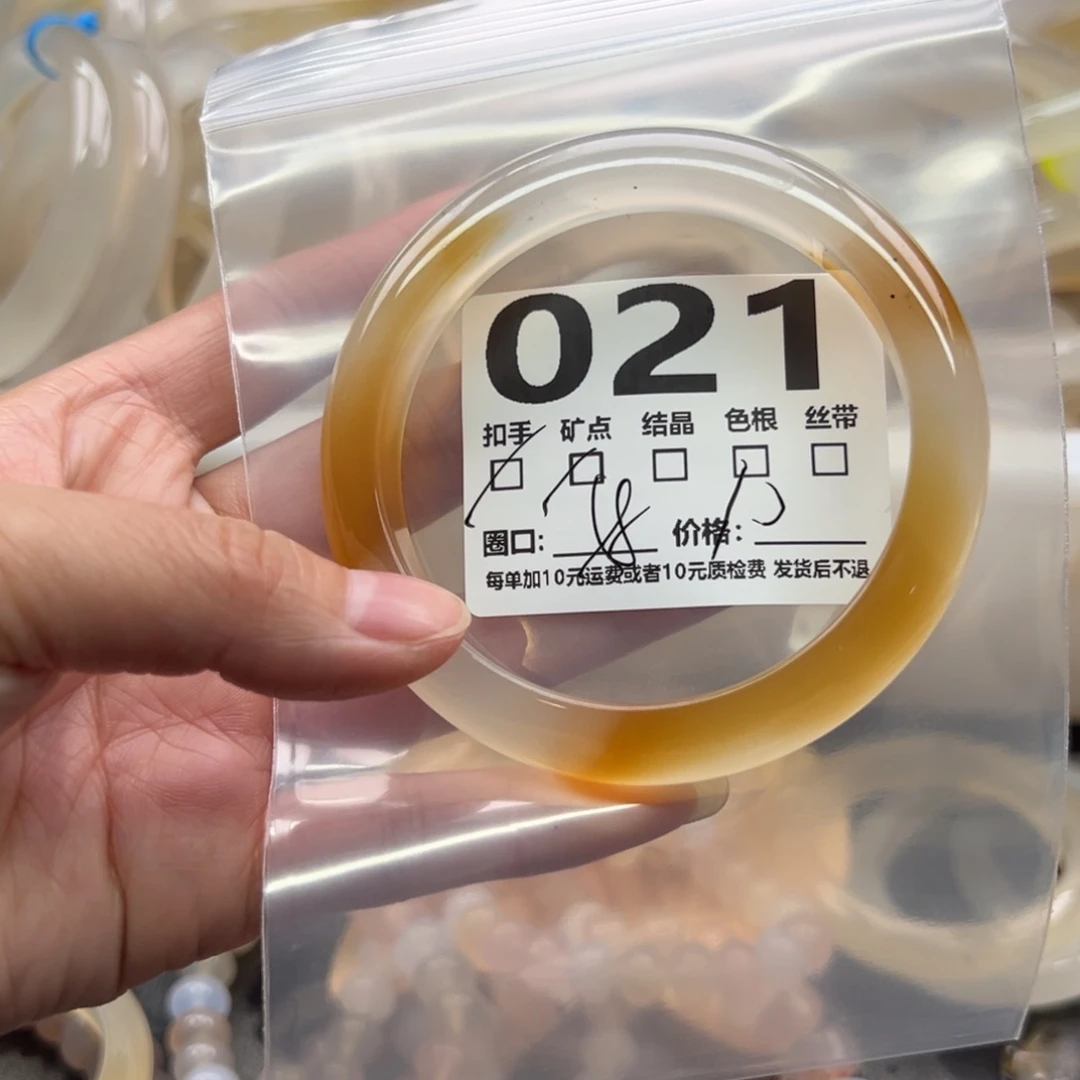 021
扣手 矿点 结晶 色根 丝带
圈口: 58 价格:
每单加10元运费或者10元质检费 发货后不退